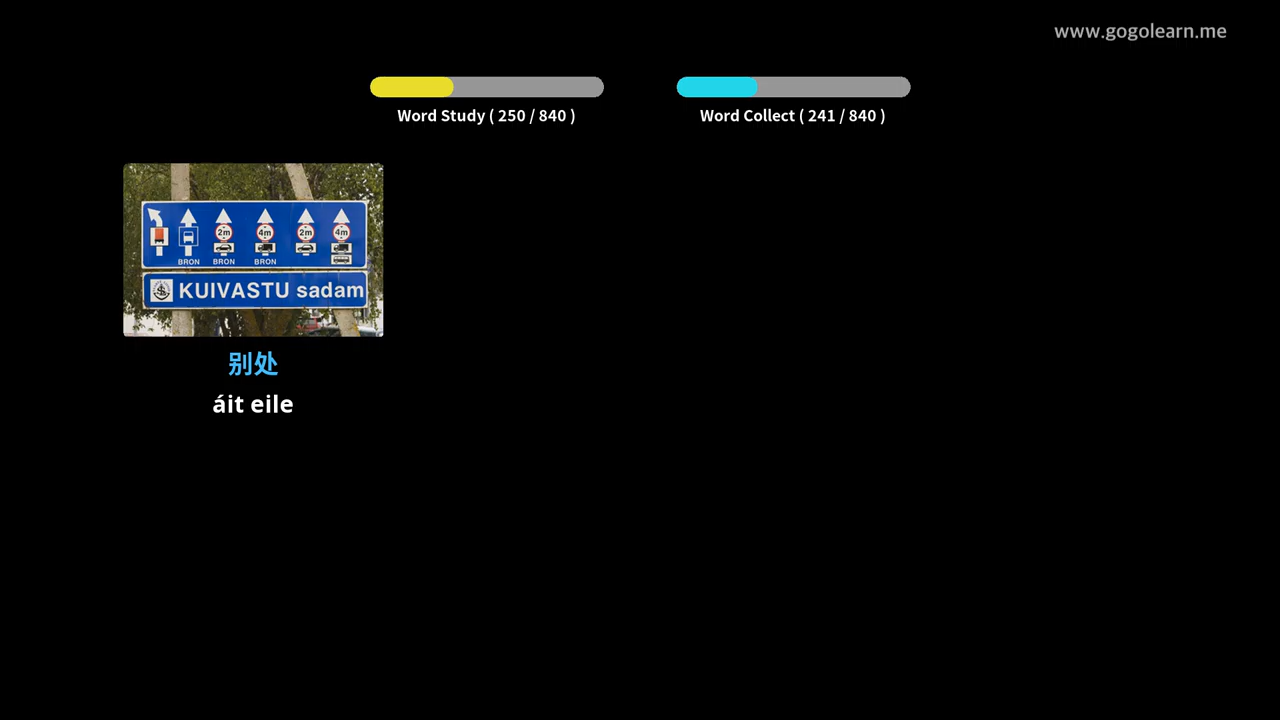 www.gogolearn.me
Word Study ( 250 / 840 )
Word Collect ( 241 / 840 )
2m 4m 2m 4m
BRON BRON BRON
KUIVASTU sadam
别处
áit eile